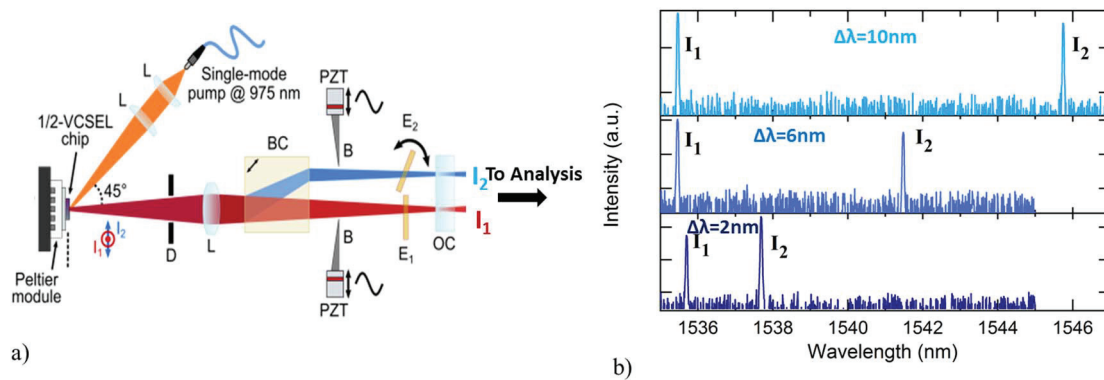 a)
Single-mode
pump @ 975 nm
L
L
1/2-VCSEL
chip
45°
I₁
I₂
Peltier
module
D
L
BC
PZT
B
E₂
I₂
To Analysis
I₁
B
E₁
OC
PZT
b)
Intensity (a.u.)
I₁
Δλ=10nm
I₂
I₁
Δλ=6nm
I₂
Δλ=2nm
I₁
I₂
1536
1538
1540
1542
1544
1546
Wavelength (nm)